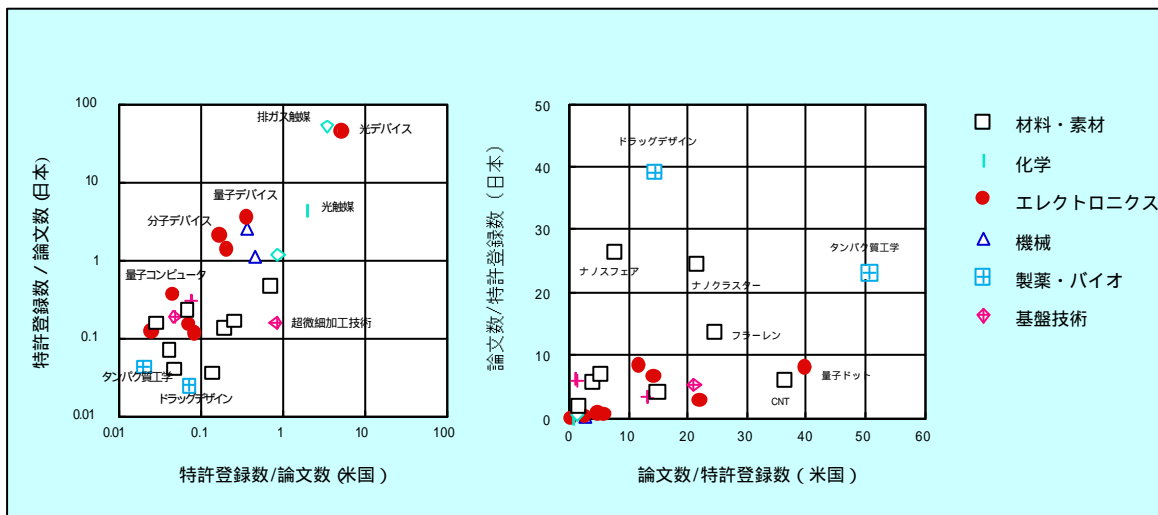 特許登録数 / 論文数 (日本)
100
10
1
0.1
0.01
排ガス触媒
光デバイス
量子デバイス
光触媒
分子デバイス
量子コンピュータ
超微細加工技術
タンパク質工学
ドラックデザイン
0.01 0.1 1 10 100
特許登録数/論文数 (米国)
論文数/特許登録数 (日本)
50
40
30
20
10
0
ドラッグデザイン
タンパク質工学
ナノスフェア
ナノクラスター
フラーレン
量子ドット
CNT
0 10 20 30 40 50 60
論文数/特許登録数 (米国)
材料・素材
化学
エレクトロニクス
機械
製薬・バイオ
基盤技術